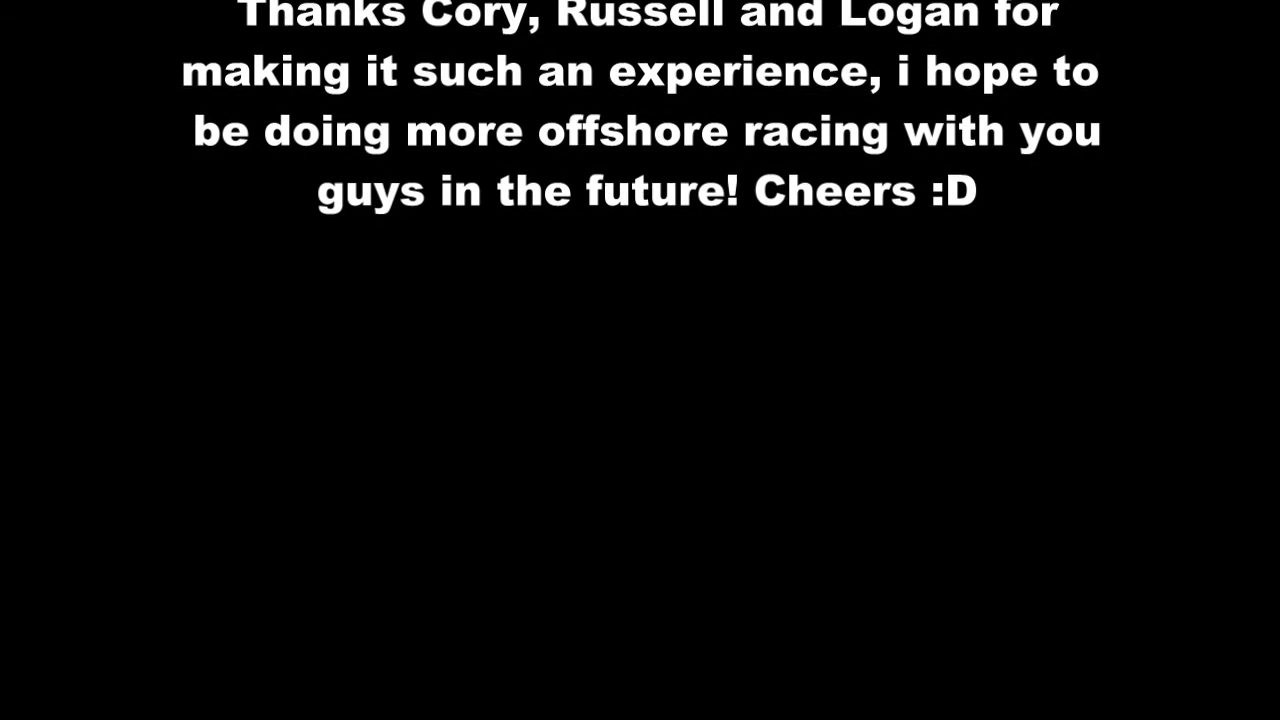 Thanks Cory, Russell and Logan for
making it such an experience, i hope to
be doing more offshore racing with you
guys in the future! Cheers :D